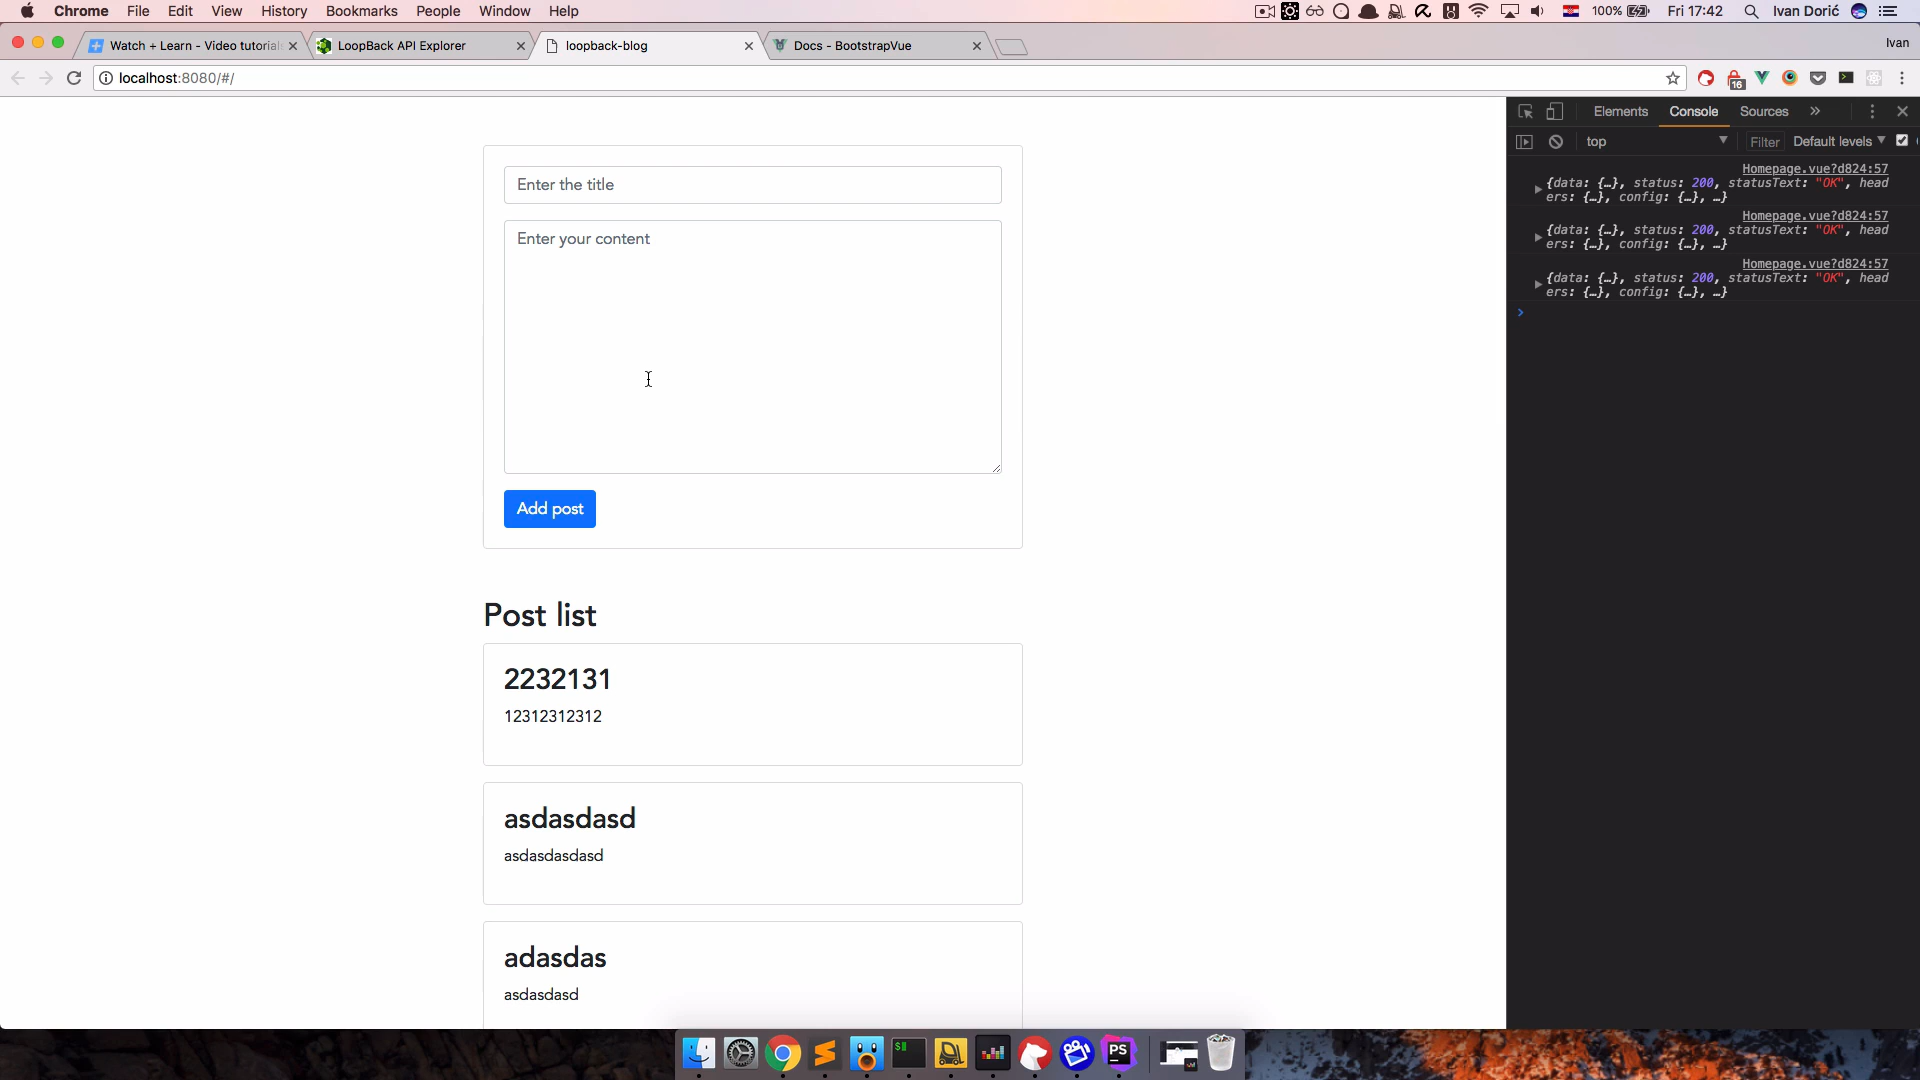 Chrome File Edit View History Bookmarks People Window Help 100% Fri 17:42 Ivan Dorić
Watch + Learn - Video tutorial LoopBack API Explorer loopback-blog Docs - BootstrapVue Ivan
localhost:8080/#/ 16
Elements Console Sources »
top Filter Default levels
Homepage.vue?d824:57
{data: {…}, status: 200, statusText: "OK", head
ers: {…}, config: {…}, …}
Homepage.vue?d824:57
{data: {…}, status: 200, statusText: "OK", head
ers: {…}, config: {…}, …}
Homepage.vue?d824:57
{data: {…}, status: 200, statusText: "OK", head
ers: {…}, config: {…}, …}
Enter the title
Enter your content
Add post
Post list
2232131
12312312312
asdasdasd
asdasdasdasd
adasdas
asdasdasd
$
PS